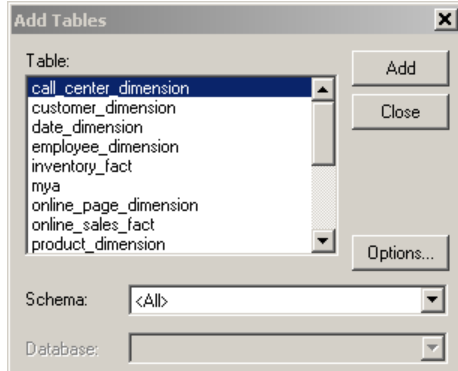 Add Tables
Table:
call_center_dimension
customer_dimension
date_dimension
employee_dimension
inventory_fact
mya
online_page_dimension
online_sales_fact
product_dimension
Add
Close
Options...
Schema:
<All>
Database: